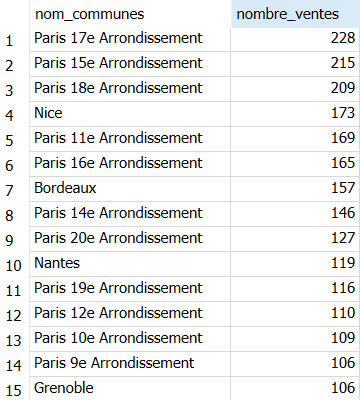 nom_communes nombre_ventes
1 Paris 17e Arrondissement 228
2 Paris 15e Arrondissement 215
3 Paris 18e Arrondissement 209
4 Nice 173
5 Paris 11e Arrondissement 169
6 Paris 16e Arrondissement 165
7 Bordeaux 157
8 Paris 14e Arrondissement 146
9 Paris 20e Arrondissement 127
10 Nantes 119
11 Paris 19e Arrondissement 116
12 Paris 12e Arrondissement 110
13 Paris 10e Arrondissement 109
14 Paris 9e Arrondissement 106
15 Grenoble 106